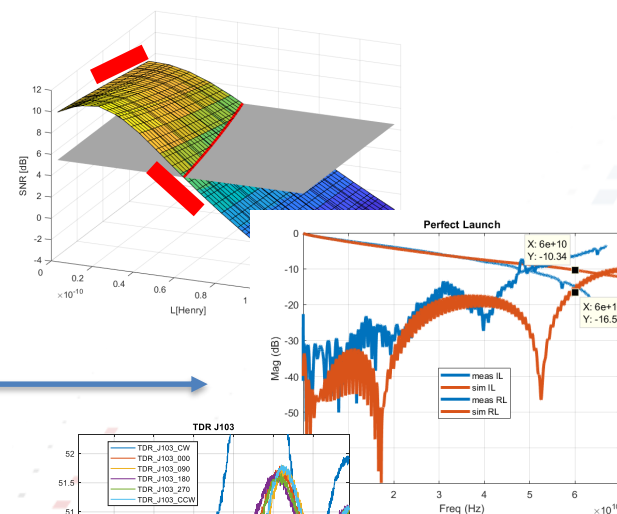 12
10
8
6
4
2
0
-2
-4
SNR [dB]
0
0.2
0.4
0.6
0.8
1
×10⁻¹⁰
L[Henry]
Perfect Launch
0
-10
-20
-30
-40
-50
Mag (dB)
X: 6e+10
Y: -10.34
X: 6e+1
Y: -16.5
meas IL
sim IL
meas RL
sim RL
2
3
4
5
6
Freq (Hz)
TDR J103
52
51.5
51
TDR_J103_CW
TDR_J103_000
TDR_J103_090
TDR_J103_180
TDR_J103_270
TDR_J103_CCW